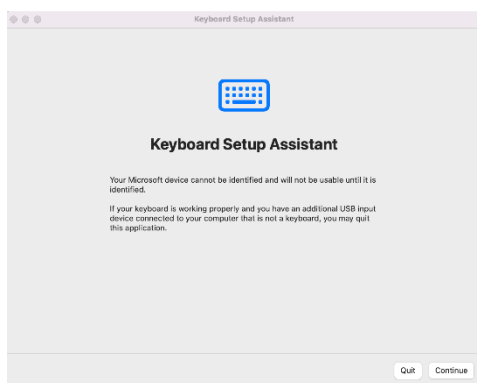 Keyboard Setup Assistant
Keyboard Setup Assistant
Your Microsoft device cannot be identified and will not be usable until it is
identified.
If your keyboard is working properly and you have an additional USB input
device connected to your computer that is not a keyboard, you may quit
this application.
Quit
Continue